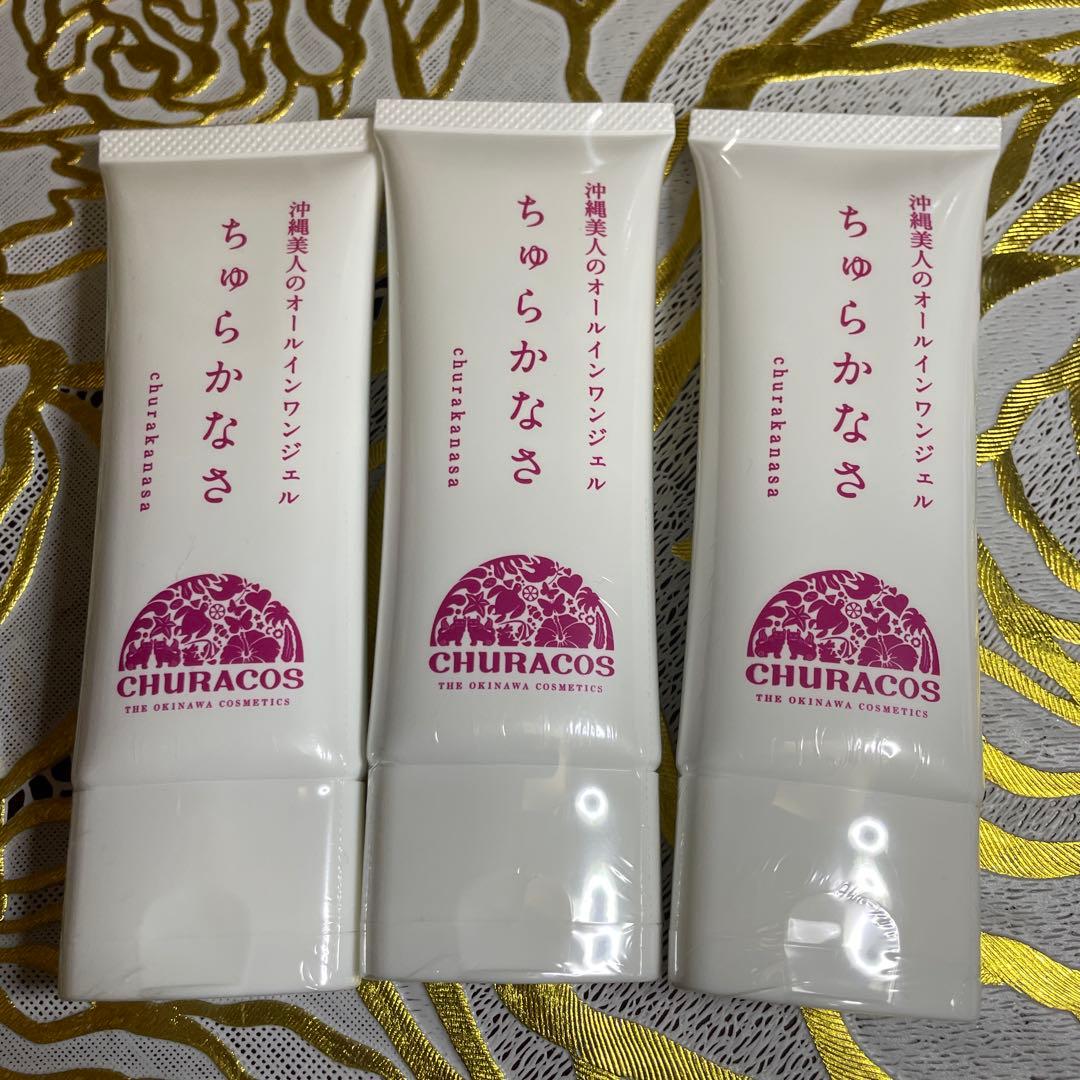 沖縄美人のオールインワンジェル
ちゅらかなさ
churakanasa
CHURACOS
THE OKINAWA COSMETICS
沖縄美人のオールインワンジェル
ちゅらかなさ
churakanasa
CHURACOS
THE OKINAWA COSMETICS
沖縄美人のオールインワンジェル
ちゅらかなさ
churakanasa
CHURACOS
THE OKINAWA COSMETICS